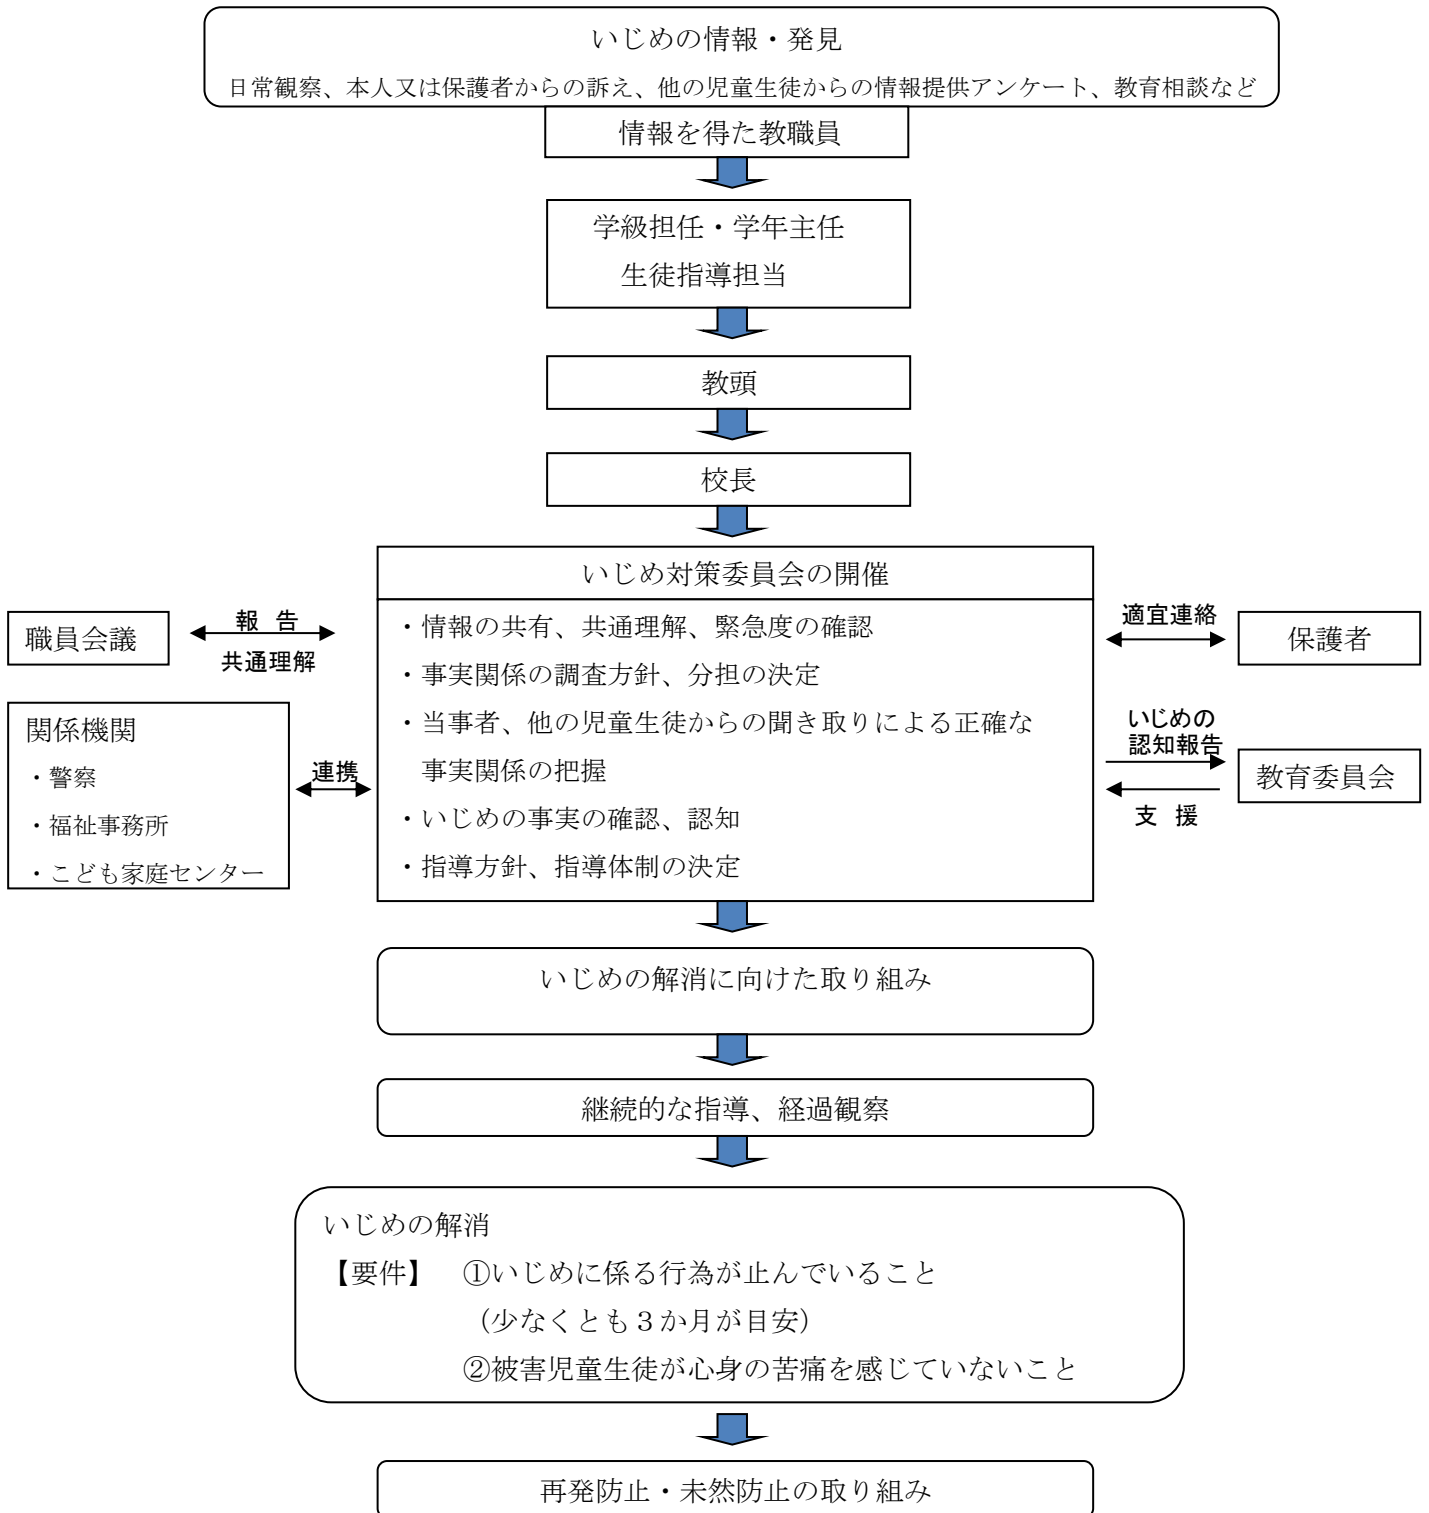 いじめの情報・発見
日常観察、本人又は保護者からの訴え、他の児童生徒からの情報提供アンケート、教育相談など
情報を得た教職員
学級担任・学年主任
生徒指導担当
教頭
校長
いじめ対策委員会の開催
・情報の共有、共通理解、緊急度の確認
・事実関係の調査方針、分担の決定
・当事者、他の児童生徒からの聞き取りによる正確な
事実関係の把握
・いじめの事実の確認、認知
・指導方針、指導体制の決定
職員会議
報 告
共通理解
関係機関
・警察
・福祉事務所
・こども家庭センター
連携
適宜連絡
保護者
いじめの
認知報告
教育委員会
支 援
いじめの解消に向けた取り組み
継続的な指導、経過観察
いじめの解消
【要件】 ①いじめに係る行為が止んでいること
（少なくとも３か月が目安）
②被害児童生徒が心身の苦痛を感じていないこと
再発防止・未然防止の取り組み